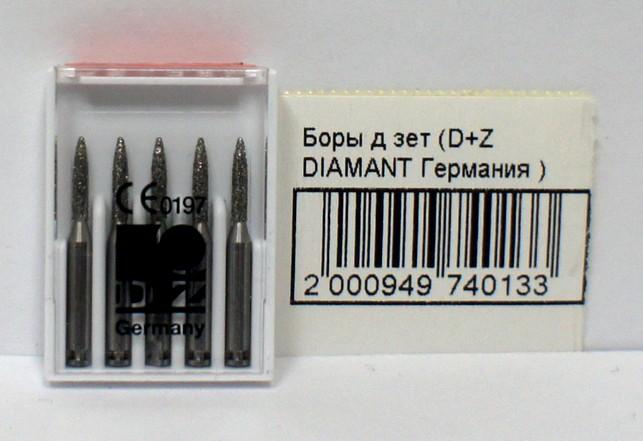 CE 0197
D+Z
Germany
Боры д зет (D+Z
DIAMANT Германия )
2 000949 740133